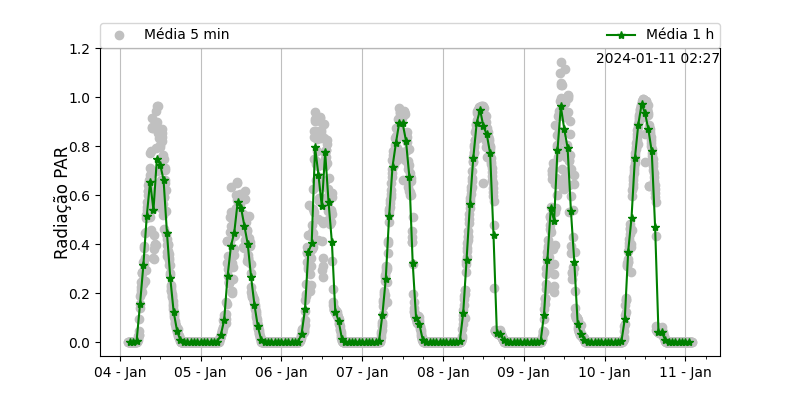 Média 5 min
Média 1 h
2024-01-11 02:27
Radiação PAR
1.2
1.0
0.8
0.6
0.4
0.2
0.0
04 - Jan
05 - Jan
06 - Jan
07 - Jan
08 - Jan
09 - Jan
10 - Jan
11 - Jan